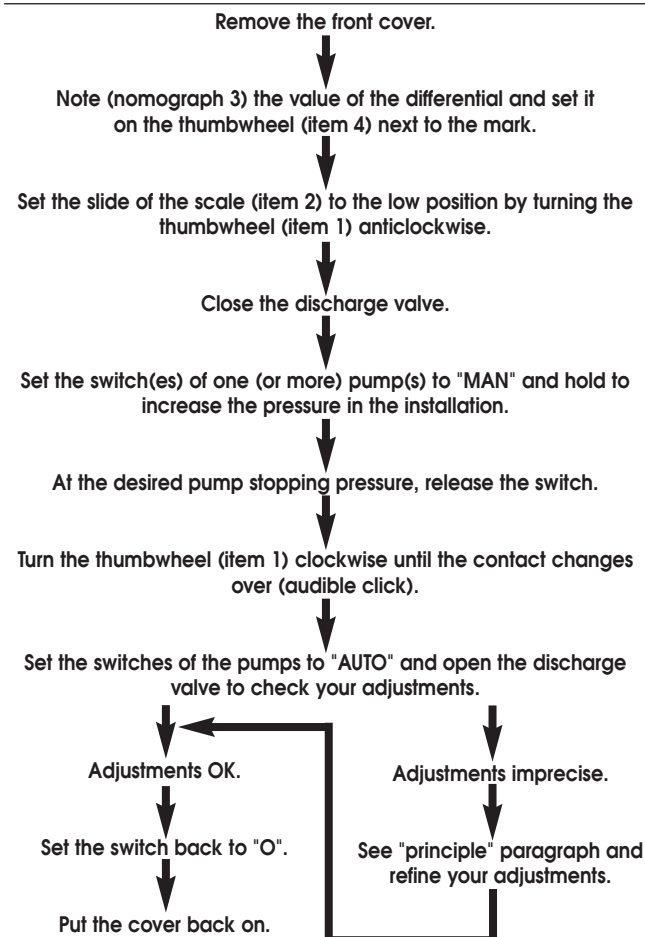 Remove the front cover.
Note (nomograph 3) the value of the differential and set it
on the thumbwheel (item 4) next to the mark.
Set the slide of the scale (item 2) to the low position by turning the
thumbwheel (item 1) anticlockwise.
Close the discharge valve.
Set the switch(es) of one (or more) pump(s) to "MAN" and hold to
increase the pressure in the installation.
At the desired pump stopping pressure, release the switch.
Turn the thumbwheel (item 1) clockwise until the contact changes
over (audible click).
Set the switches of the pumps to "AUTO" and open the discharge
valve to check your adjustments.
Adjustments OK.
Set the switch back to "O".
Put the cover back on.
Adjustments imprecise.
See "principle" paragraph and
refine your adjustments.